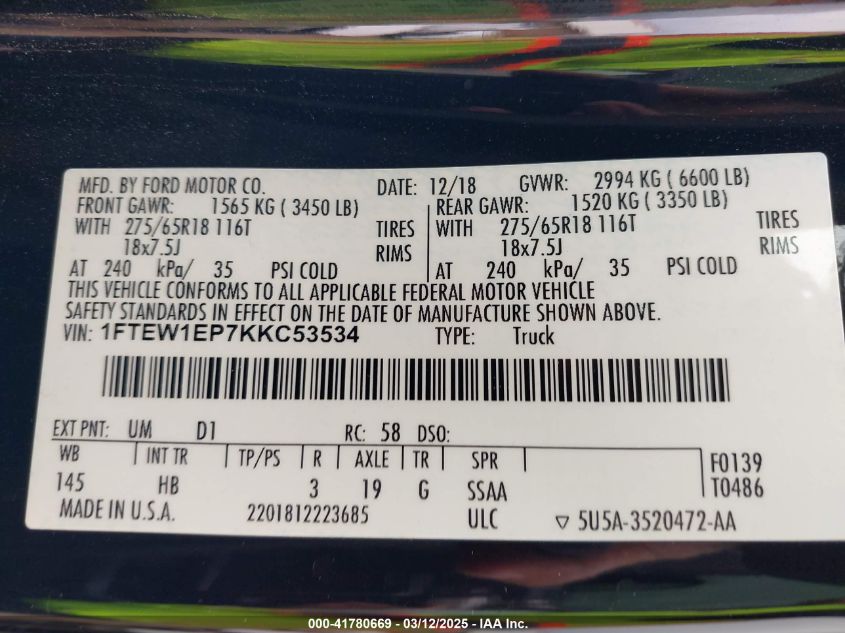 MFD. BY FORD MOTOR CO. DATE: 12/18 GVWR: 2994 KG ( 6600 LB)
FRONT GAWR: 1565 KG ( 3450 LB) REAR GAWR: 1520 KG ( 3350 LB)
WITH 275/65R18 116T TIRES WITH 275/65R18 116T TIRES
18x7.5J RIMS 18x7.5J RIMS
AT 240 kPa/ 35 PSI COLD AT 240 kPa/ 35 PSI COLD
THIS VEHICLE CONFORMS TO ALL APPLICABLE FEDERAL MOTOR VEHICLE
SAFETY STANDARDS IN EFFECT ON THE DATE OF MANUFACTURE SHOWN ABOVE.
VIN: 1FTEW1EP7KKC53534 TYPE: Truck
EXT PNT: UM D1 RC: 58 DSO:
WB INT TR TP/PS R AXLE TR SPR F0139
145 HB 3 19 G SSAA T0486
MADE IN U.S.A. 2201812223685 ULC ▽ 5U5A-3520472-AA
000-41780669 - 03/12/2025 - IAA Inc.